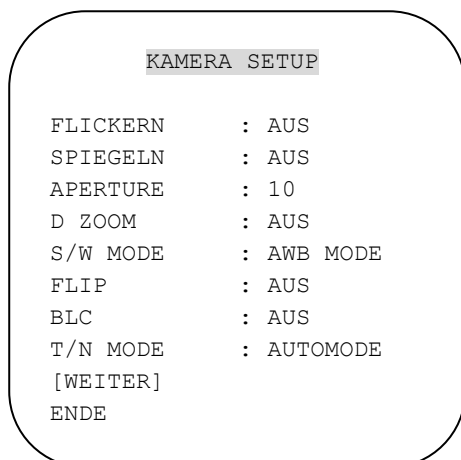 KAMERA SETUP
FLICKERN : AUS
SPIEGELN : AUS
APERTURE : 10
D ZOOM : AUS
S/W MODE : AWB MODE
FLIP : AUS
BLC : AUS
T/N MODE : AUTOMODE
[WEITER]
ENDE